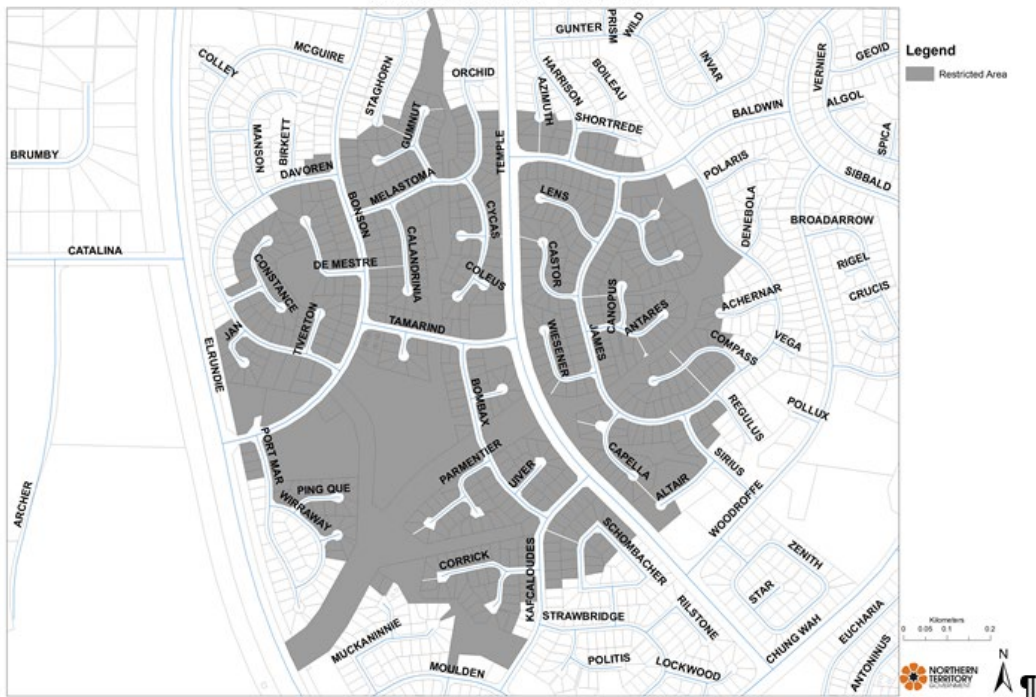 GUNTER
PRISM
WILD
MCGUIRE
COLLEY
STAGHORN
ORCHID
HARRISON
BOILEAU
INVAR
VERNIER
GEOID
Legend
Restricted Area
AZIMUTH
GUMNUT
SHORTREDE
BALDWIN
ALGOL
SPICA
BRUMBY
MANSON
BIRKETT
DAVOREN
TEMPLE
POLARIS
SIBBALD
MELASTOMA
BONSON
LENS
CYCAS
DENEBOLA
BROADARROW
CATALINA
CALANDRINIA
CASTOR
RIGEL
DE MESTRE
CONSTANCE
COLEUS
CANOPUS
ACHERNAR
CRUCIS
TIVERTON
JAN
TAMARIND
ANTARES
JAMES
WIESENER
COMPASS
VEGA
ELRUNDIE
BOMBAX
REGULUS
POLLUX
PORT MAR
PARMENTIER
UIVER
CAPELLA
SIRIUS
ALTAIR
ARCHER
PING QUE
WIRRAWAY
WOODROFFE
SCHOMBACHER
CORRICK
KAFCALOUDES
ZENITH
STAR
STRAWBRIDGE
RILSTONE
CHUNG WAH
EUCHARIA
ANTONINUS
MUCKANINNIE
MOULDEN
POLITIS
LOCKWOOD
Kilometers
0 0.05 0.1 0.2
N
NORTHERN
TERRITORY
GOVERNMENT
¶